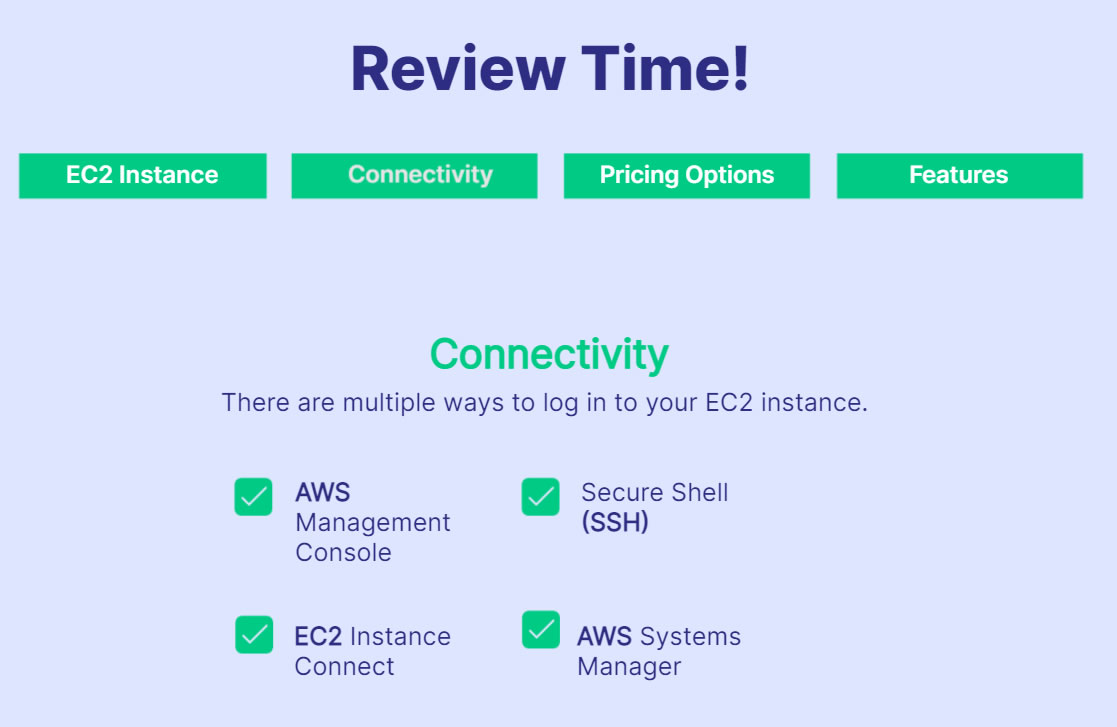 Review Time!
EC2 Instance
Connectivity
Pricing Options
Features
Connectivity
There are multiple ways to log in to your EC2 instance.
AWS
Management
Console
Secure Shell
(SSH)
EC2 Instance
Connect
AWS Systems
Manager